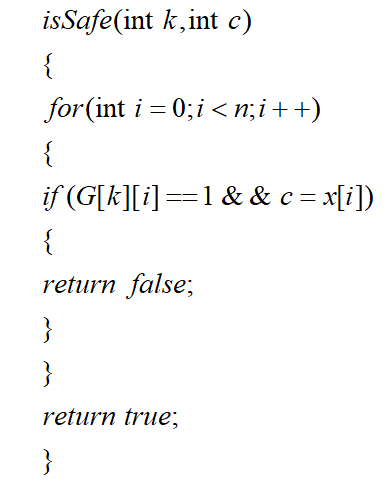 isSafe(int k,int c)
{
for(int i = 0;i < n;i + +)
{
if (G[k][i] == 1 & & c = x[i])
{
return false;
}
}
return true;
}